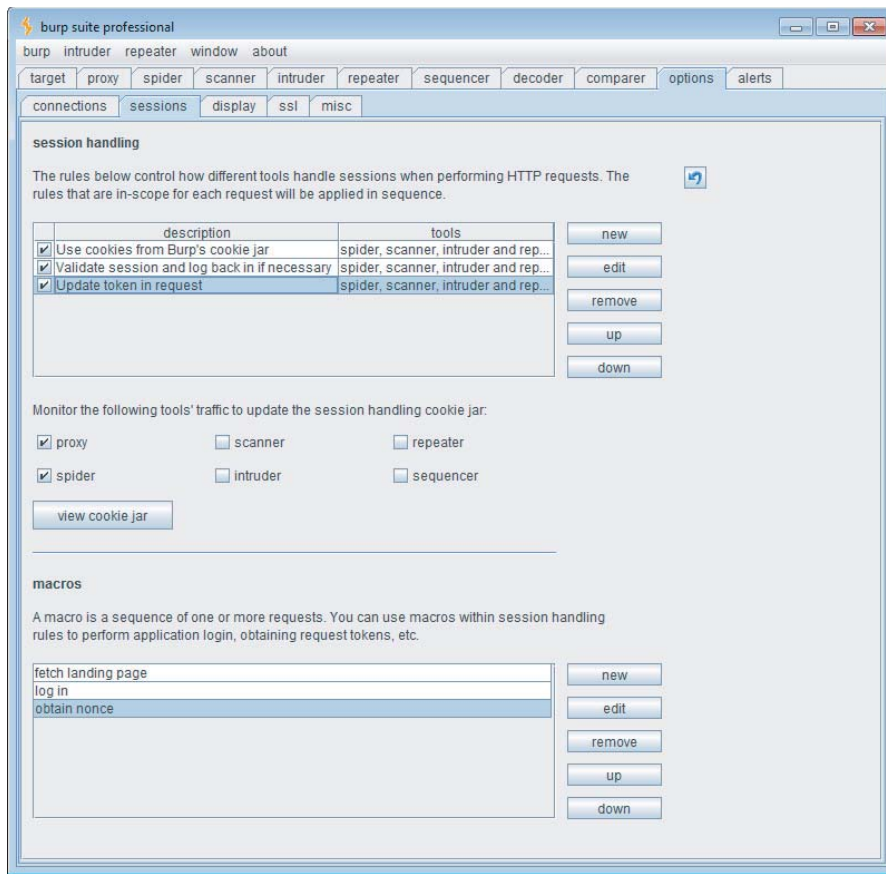 burp suite professional
burp intruder repeater window about
target proxy spider scanner intruder repeater sequencer decoder comparer options alerts
connections sessions display ssl misc
session handling
The rules below control how different tools handle sessions when performing HTTP requests. The
rules that are in-scope for each request will be applied in sequence.
description tools
new
Use cookies from Burp's cookie jar spider, scanner, intruder and rep...
Validate session and log back in if necessary spider, scanner, intruder and rep...
edit
Update token in request spider, scanner, intruder and rep...
remove
up
down
Monitor the following tools' traffic to update the session handling cookie jar:
proxy scanner repeater
spider intruder sequencer
view cookie jar
macros
A macro is a sequence of one or more requests. You can use macros within session handling
rules to perform application login, obtaining request tokens, etc.
fetch landing page new
log in
obtain nonce edit
remove
up
down